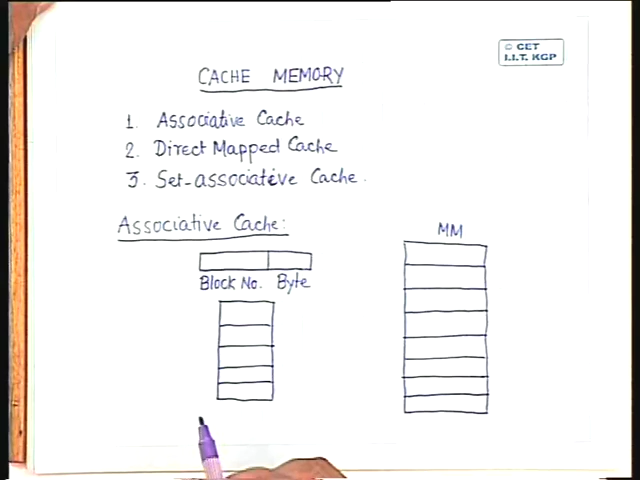 © CET
I.I.T. KGP
CACHE MEMORY
1. Associative Cache
2. Direct Mapped Cache
3. Set-associative Cache.
Associative Cache:
MM
Block No. Byte